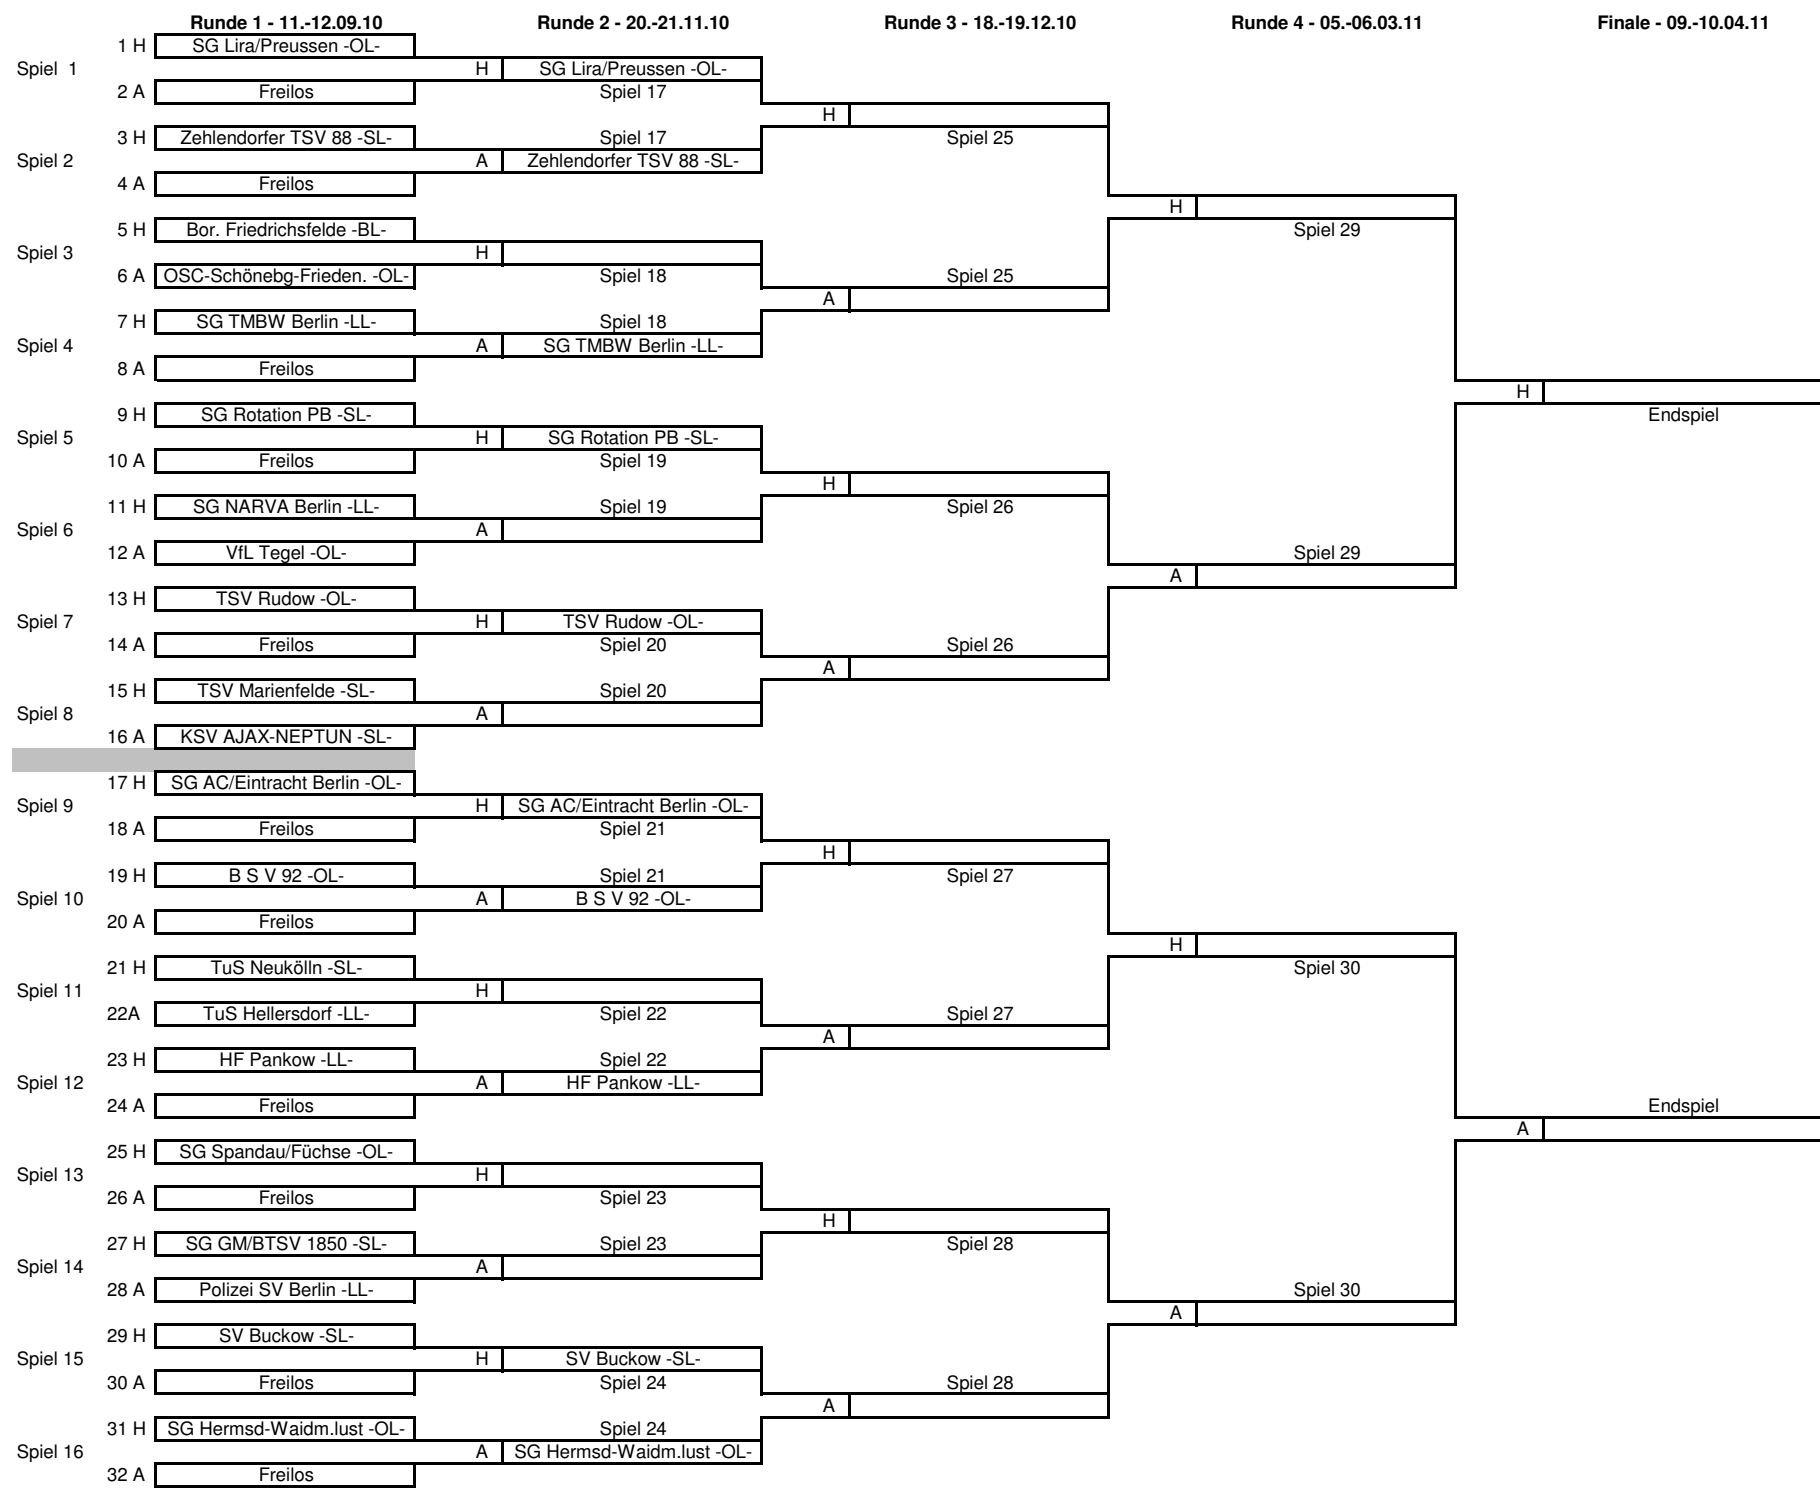 Runde 1 - 11.-12.09.10 Runde 2 - 20.-21.11.10 Runde 3 - 18.-19.12.10 Runde 4 - 05.-06.03.11 Finale - 09.-10.04.11
1 H SG Lira/Preussen -OL-
Spiel 1 H SG Lira/Preussen -OL-
2 A Freilos Spiel 17
H
3 H Zehlendorfer TSV 88 -SL- Spiel 17 Spiel 25
Spiel 2 A Zehlendorfer TSV 88 -SL-
4 A Freilos
H
5 H Bor. Friedrichsfelde -BL- Spiel 29
Spiel 3 H
6 A OSC-Schönebg-Frieden. -OL- Spiel 18 Spiel 25
A
7 H SG TMBW Berlin -LL- Spiel 18
Spiel 4 A SG TMBW Berlin -LL-
8 A Freilos
H
9 H SG Rotation PB -SL- Endspiel
Spiel 5 H SG Rotation PB -SL-
10 A Freilos Spiel 19
H
11 H SG NARVA Berlin -LL- Spiel 19 Spiel 26
Spiel 6 A
12 A VfL Tegel -OL- Spiel 29
A
13 H TSV Rudow -OL-
Spiel 7 H TSV Rudow -OL-
14 A Freilos Spiel 20 Spiel 26
A
15 H TSV Marienfelde -SL- Spiel 20
Spiel 8 A
16 A KSV AJAX-NEPTUN -SL-
17 H SG AC/Eintracht Berlin -OL-
Spiel 9 H SG AC/Eintracht Berlin -OL-
18 A Freilos Spiel 21
H
19 H B S V 92 -OL- Spiel 21 Spiel 27
Spiel 10 A B S V 92 -OL-
20 A Freilos
H
21 H TuS Neukölln -SL- Spiel 30
Spiel 11 H
22A TuS Hellersdorf -LL- Spiel 22 Spiel 27
A
23 H HF Pankow -LL- Spiel 22
Spiel 12 A HF Pankow -LL-
24 A Freilos Endspiel
A
25 H SG Spandau/Füchse -OL-
Spiel 13 H
26 A Freilos Spiel 23
H
27 H SG GM/BTSV 1850 -SL- Spiel 23 Spiel 28
Spiel 14 A
28 A Polizei SV Berlin -LL- Spiel 30
A
29 H SV Buckow -SL-
Spiel 15 H SV Buckow -SL-
30 A Freilos Spiel 24 Spiel 28
A
31 H SG Hermsd-Waidm.lust -OL- Spiel 24
Spiel 16 A SG Hermsd-Waidm.lust -OL-
32 A Freilos